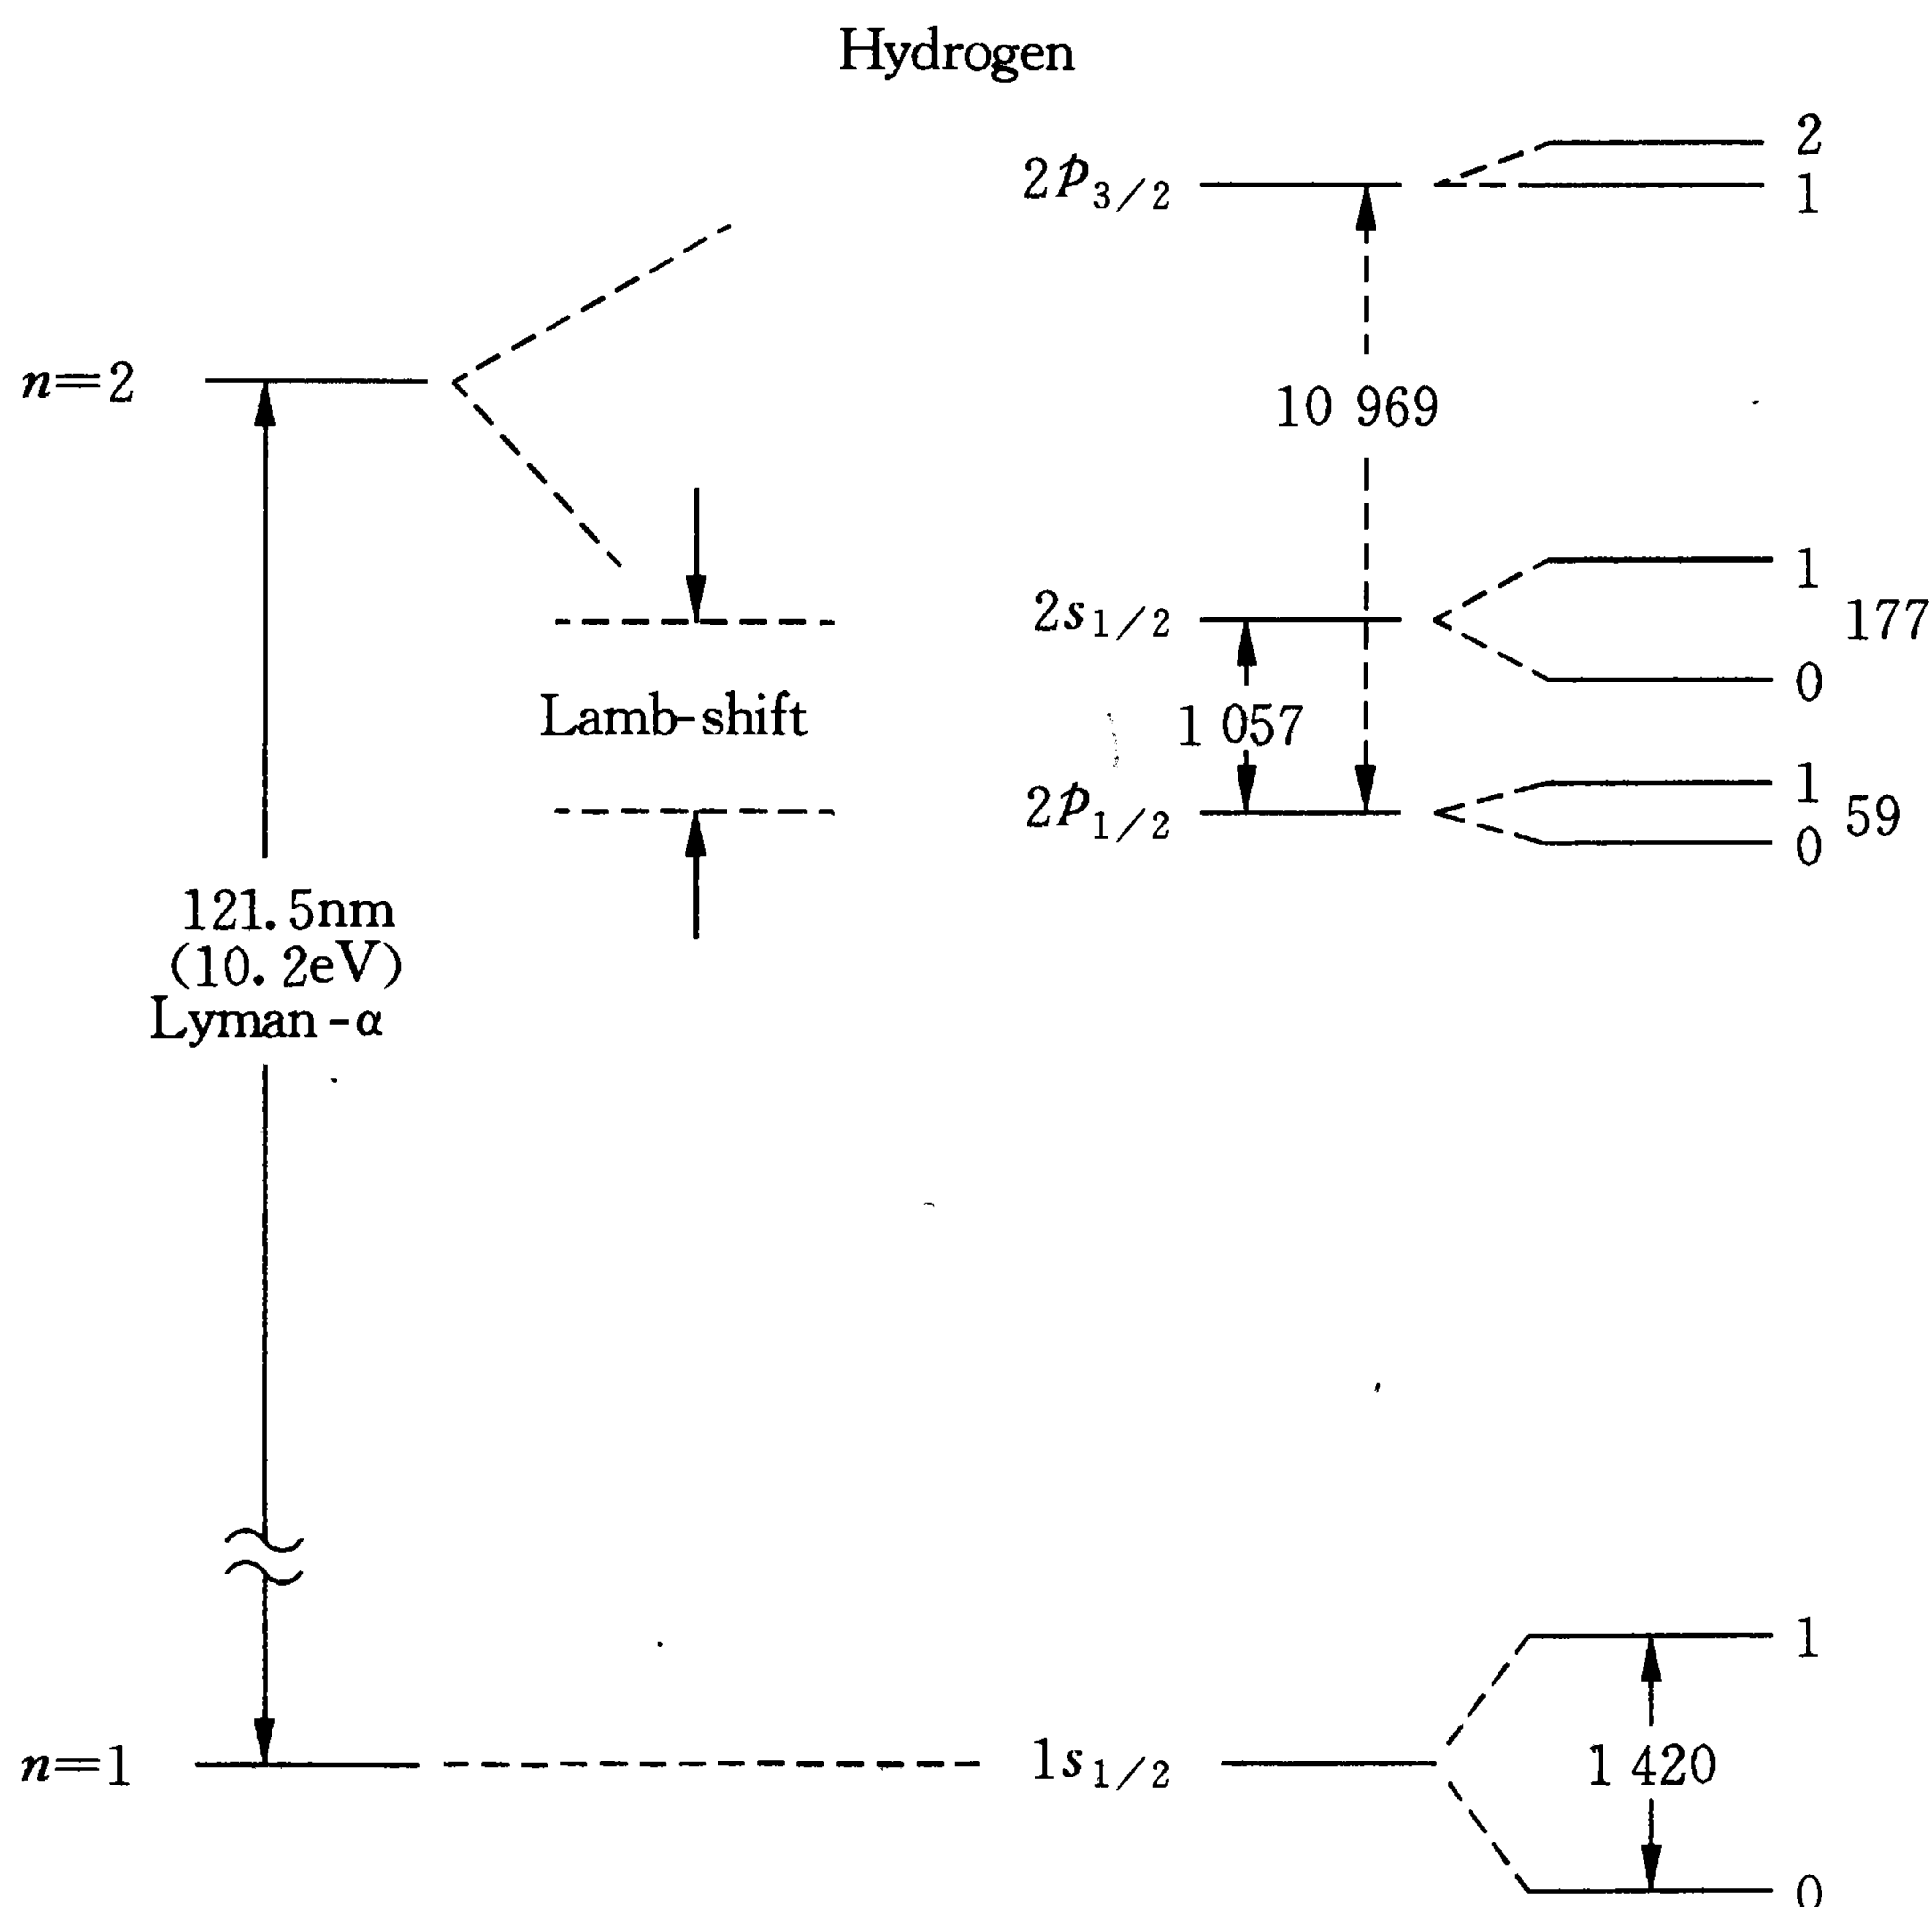 Hydrogen
2p3/2
2
1
n=2
10 969
2s1/2
1
177
0
Lamb-shift
1 057
2p1/2
1
59
0
121.5nm
(10.2eV)
Lyman-α
n=1
1s1/2
1
1 420
0